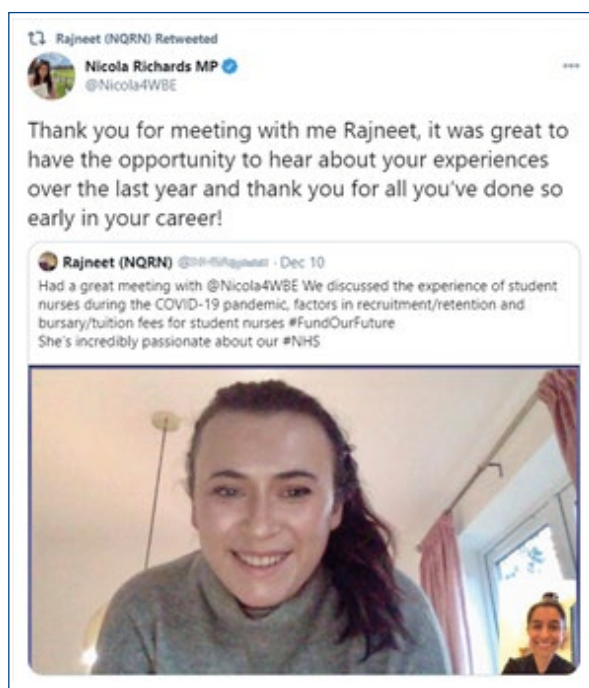 Rajneet (NQRN) Retweeted
Nicola Richards MP
@Nicola4WBE
Thank you for meeting with me Rajneet, it was great to
have the opportunity to hear about your experiences
over the last year and thank you for all you've done so
early in your career!
Rajneet (NQRN) · Dec 10
Had a great meeting with @Nicola4WBE We discussed the experience of student
nurses during the COVID-19 pandemic, factors in recruitment/retention and
bursary/tuition fees for student nurses #FundOurFuture
She's incredibly passionate about our #NHS